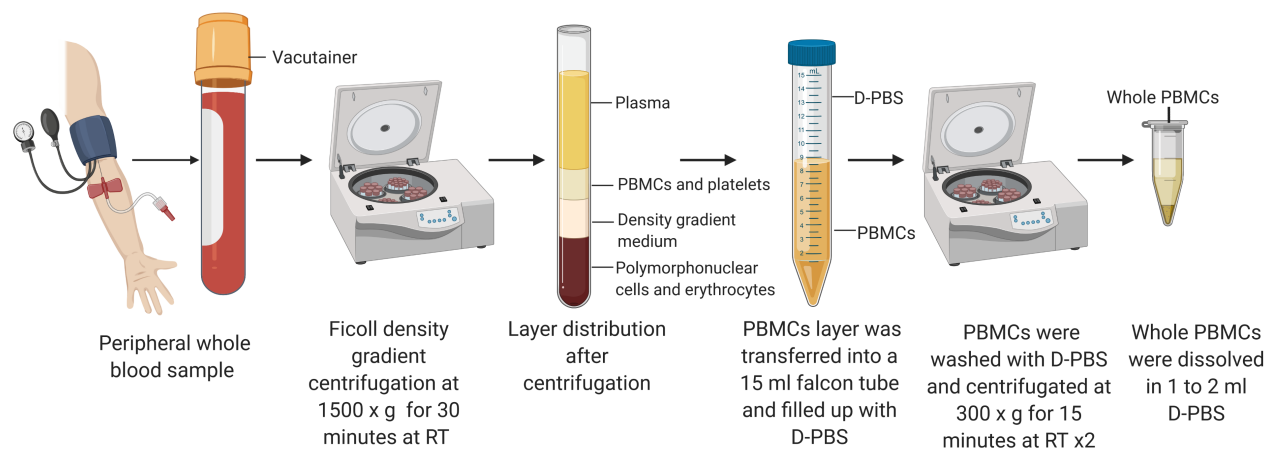 Vacutainer
Plasma
PBMCs and platelets
Density gradient
medium
Polymorphonuclear
cells and erythrocytes
mL
15
14
13
12
11
10
9
8
7
6
5
4
3
2
D-PBS
PBMCs
Whole PBMCs
Peripheral whole
blood sample
Ficoll density
gradient
centrifugation at
1500 x g for 30
minutes at RT
Layer distribution
after
centrifugation
PBMCs layer was
transferred into a
15 ml falcon tube
and filled up with
D-PBS
PBMCs were
washed with D-PBS
and centrifugated at
300 x g for 15
minutes at RT x2
Whole PBMCs
were dissolved
in 1 to 2 ml
D-PBS